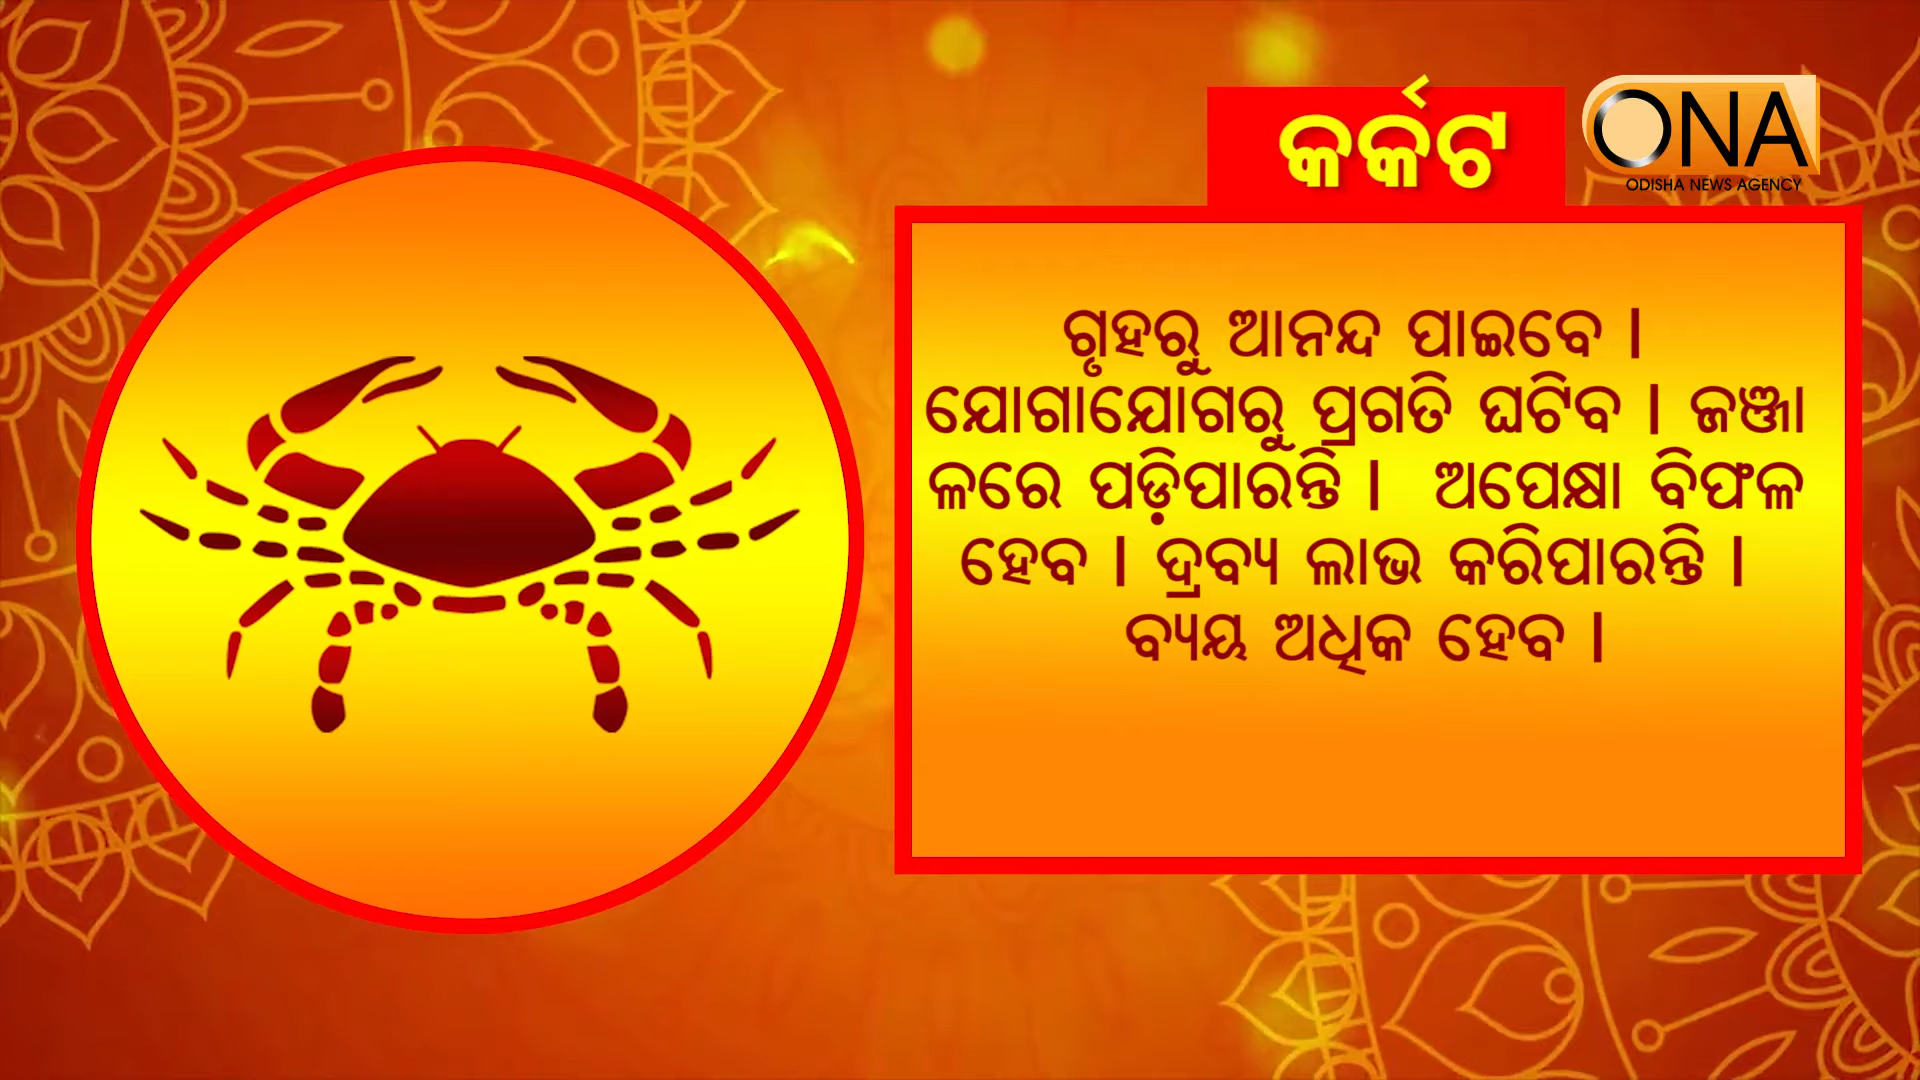 କର୍କଟ
ONA
ODISHA NEWS AGENCY
ଗୃହରୁ ଆନନ୍ଦ ପାଇବେ |
ଯୋଗାଯୋଗରୁ ପ୍ରଗତି ଘଟିବ | ଜଞ୍ଜା
ଳରେ ପଡ଼ିପାରନ୍ତି | ଅପେକ୍ଷା ବିଫଳ
ହେବ | ଦ୍ରବ୍ୟ ଲାଭ କରିପାରନ୍ତି |
ବ୍ୟୟ ଅଧିକ ହେବ |